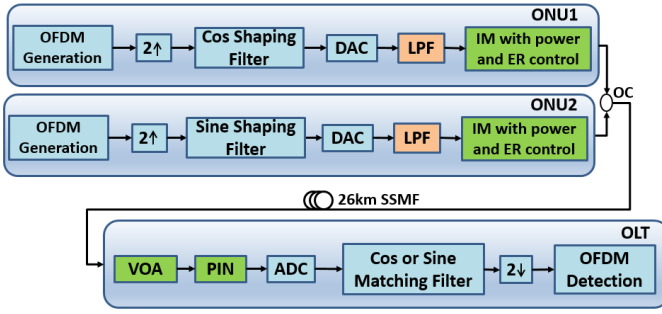 ONU1
OFDM
Generation
2↑
Cos Shaping
Filter
DAC
LPF
IM with power
and ER control
OC
ONU2
OFDM
Generation
2↑
Sine Shaping
Filter
DAC
LPF
IM with power
and ER control
26km SSMF
OLT
VOA
PIN
ADC
Cos or Sine
Matching Filter
2↓
OFDM
Detection